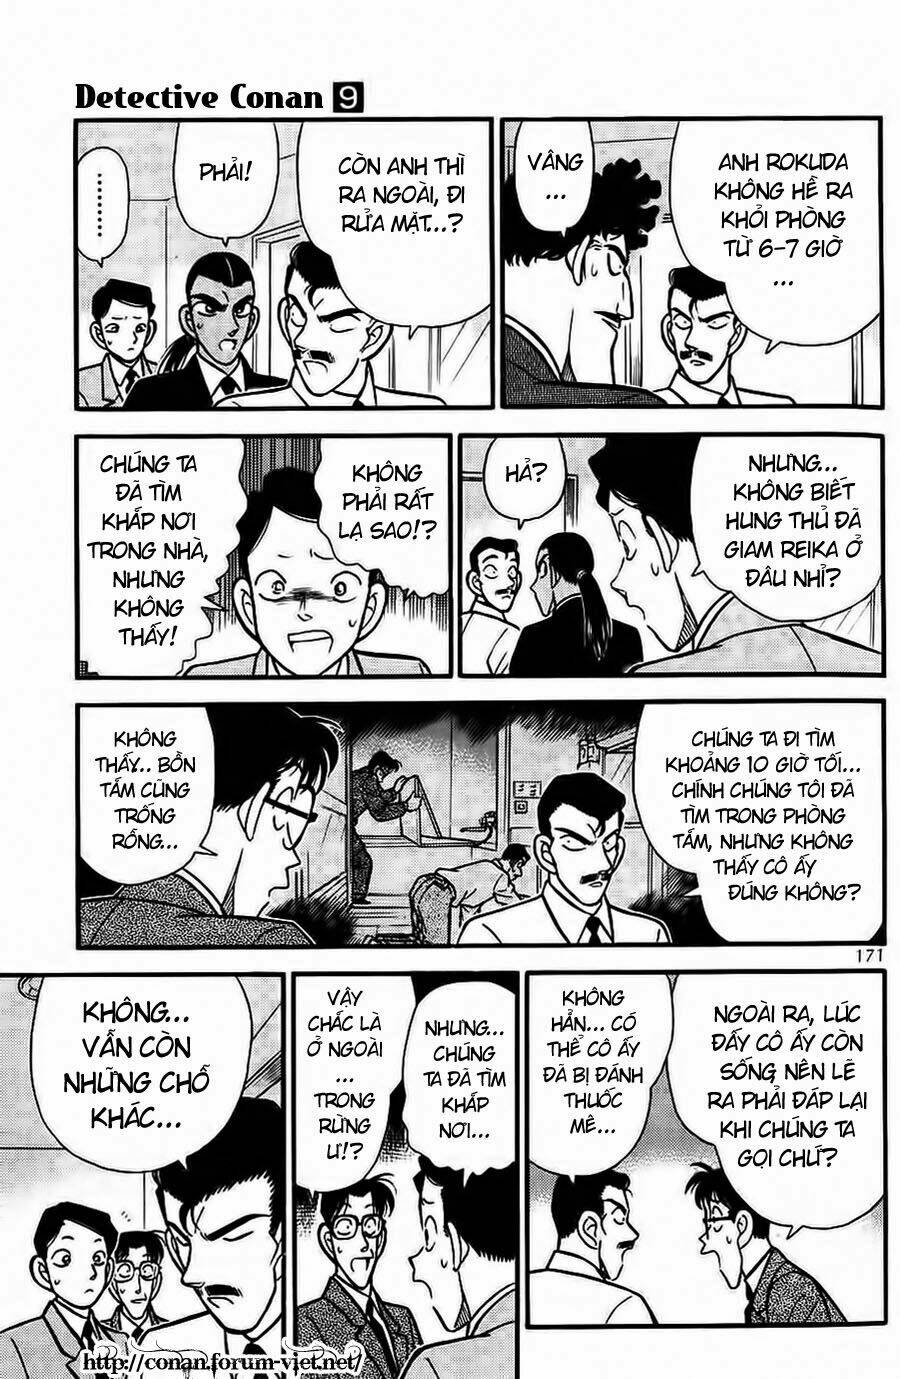 Detective Conan 9
ANH ROKUDA
KHÔNG HỀ RA
KHỎI PHÒNG
TỪ 6-7 GIỜ
...
VÂNG
...
CÒN ANH THÌ
RA NGOÀI, ĐI
RỬA MẶT...?
PHẢI!
.........
NHƯNG...
KHÔNG BIẾT
HUNG THỦ ĐÃ
GIAM REIKA Ở
ĐÂU NHỈ?
HẢ?
KHÔNG
PHẢI RẤT
LẠ SAO!?
CHÚNG TA
ĐÃ TÌM
KHẮP NƠI
TRONG NHÀ,
NHƯNG
KHÔNG
THẤY!
CHÚNG TA ĐI TÌM
KHOẢNG 10 GIỜ TỐI...
CHÍNH CHÚNG TÔI ĐÃ
TÌM TRONG PHÒNG
TẮM, NHƯNG KHÔNG
THẤY CÔ ẤY
ĐÚNG KHÔNG?
KHÔNG
THẤY... BỒN
TẮM CŨNG
TRỐNG
RỖNG...
171
NGOÀI RA, LÚC
ĐẤY CÔ ẤY CÒN
SỐNG, NÊN LẼ
RA PHẢI ĐÁP LẠI
KHI CHÚNG TA
GỌI CHỨ?
KHÔNG
HẲN... CÓ
THỂ CÔ ẤY
ĐÃ BỊ ĐÁNH
THUỐC
MÊ...
NHƯNG...
CHÚNG
TA ĐÃ TÌM
KHẮP
NƠI...
VẬY
CHẮC LÀ
Ở NGOÀI
...
TRONG
RỪNG
Ư!?
KHÔNG...
VẪN CÒN
NHỮNG CHỖ
KHÁC...
http://conan.forum-viet.net/